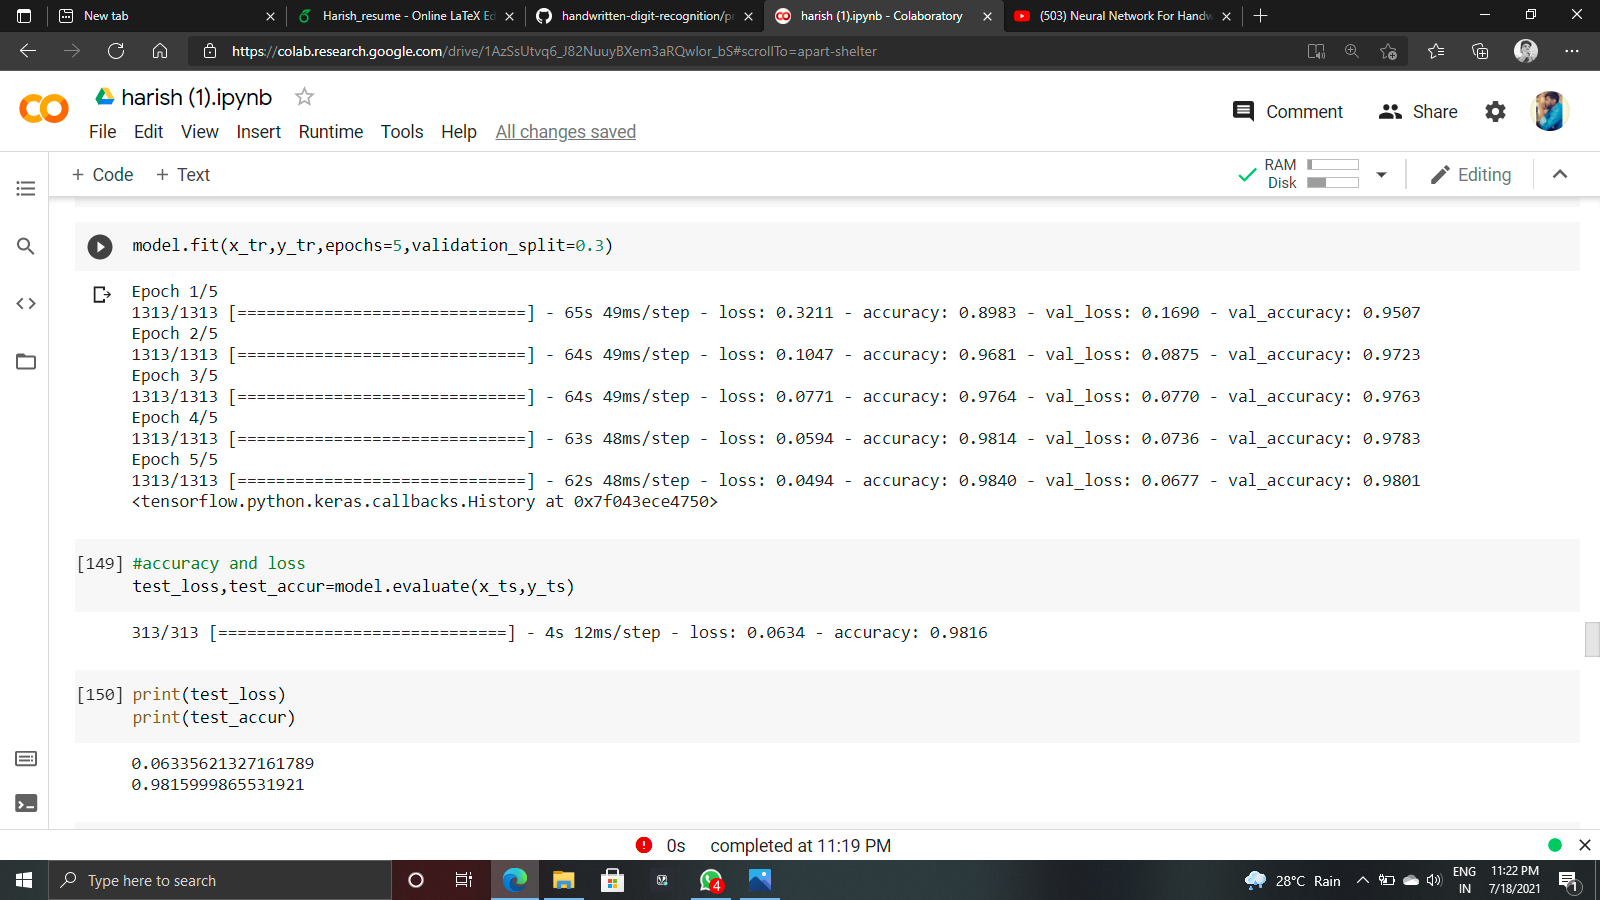 New tab
Harish_resume - Online LaTeX Ed
handwritten-digit-recognition/p
harish (1).ipynb - Colaboratory
(503) Neural Network For Handw
https://colab.research.google.com/drive/1AzSsUtvq6_J82NuuyBXem3aRQwlor_bS#scrollTo=apart-shelter
harish (1).ipynb
Comment
Share
File Edit View Insert Runtime Tools Help All changes saved
+ Code + Text
RAM
Disk
Editing
model.fit(x_tr,y_tr,epochs=5,validation_split=0.3)
Epoch 1/5
1313/1313 [==============================] - 65s 49ms/step - loss: 0.3211 - accuracy: 0.8983 - val_loss: 0.1690 - val_accuracy: 0.9507
Epoch 2/5
1313/1313 [==============================] - 64s 49ms/step - loss: 0.1047 - accuracy: 0.9681 - val_loss: 0.0875 - val_accuracy: 0.9723
Epoch 3/5
1313/1313 [==============================] - 64s 49ms/step - loss: 0.0771 - accuracy: 0.9764 - val_loss: 0.0770 - val_accuracy: 0.9763
Epoch 4/5
1313/1313 [==============================] - 63s 48ms/step - loss: 0.0594 - accuracy: 0.9814 - val_loss: 0.0736 - val_accuracy: 0.9783
Epoch 5/5
1313/1313 [==============================] - 62s 48ms/step - loss: 0.0494 - accuracy: 0.9840 - val_loss: 0.0677 - val_accuracy: 0.9801
<tensorflow.python.keras.callbacks.History at 0x7f043ece4750>
[149] #accuracy and loss
test_loss,test_accur=model.evaluate(x_ts,y_ts)
313/313 [==============================] - 4s 12ms/step - loss: 0.0634 - accuracy: 0.9816
[150] print(test_loss)
print(test_accur)
0.06335621327161789
0.9815999865531921
0s completed at 11:19 PM
Type here to search
4
28°C Rain
ENG
IN
11:22 PM
7/18/2021
1